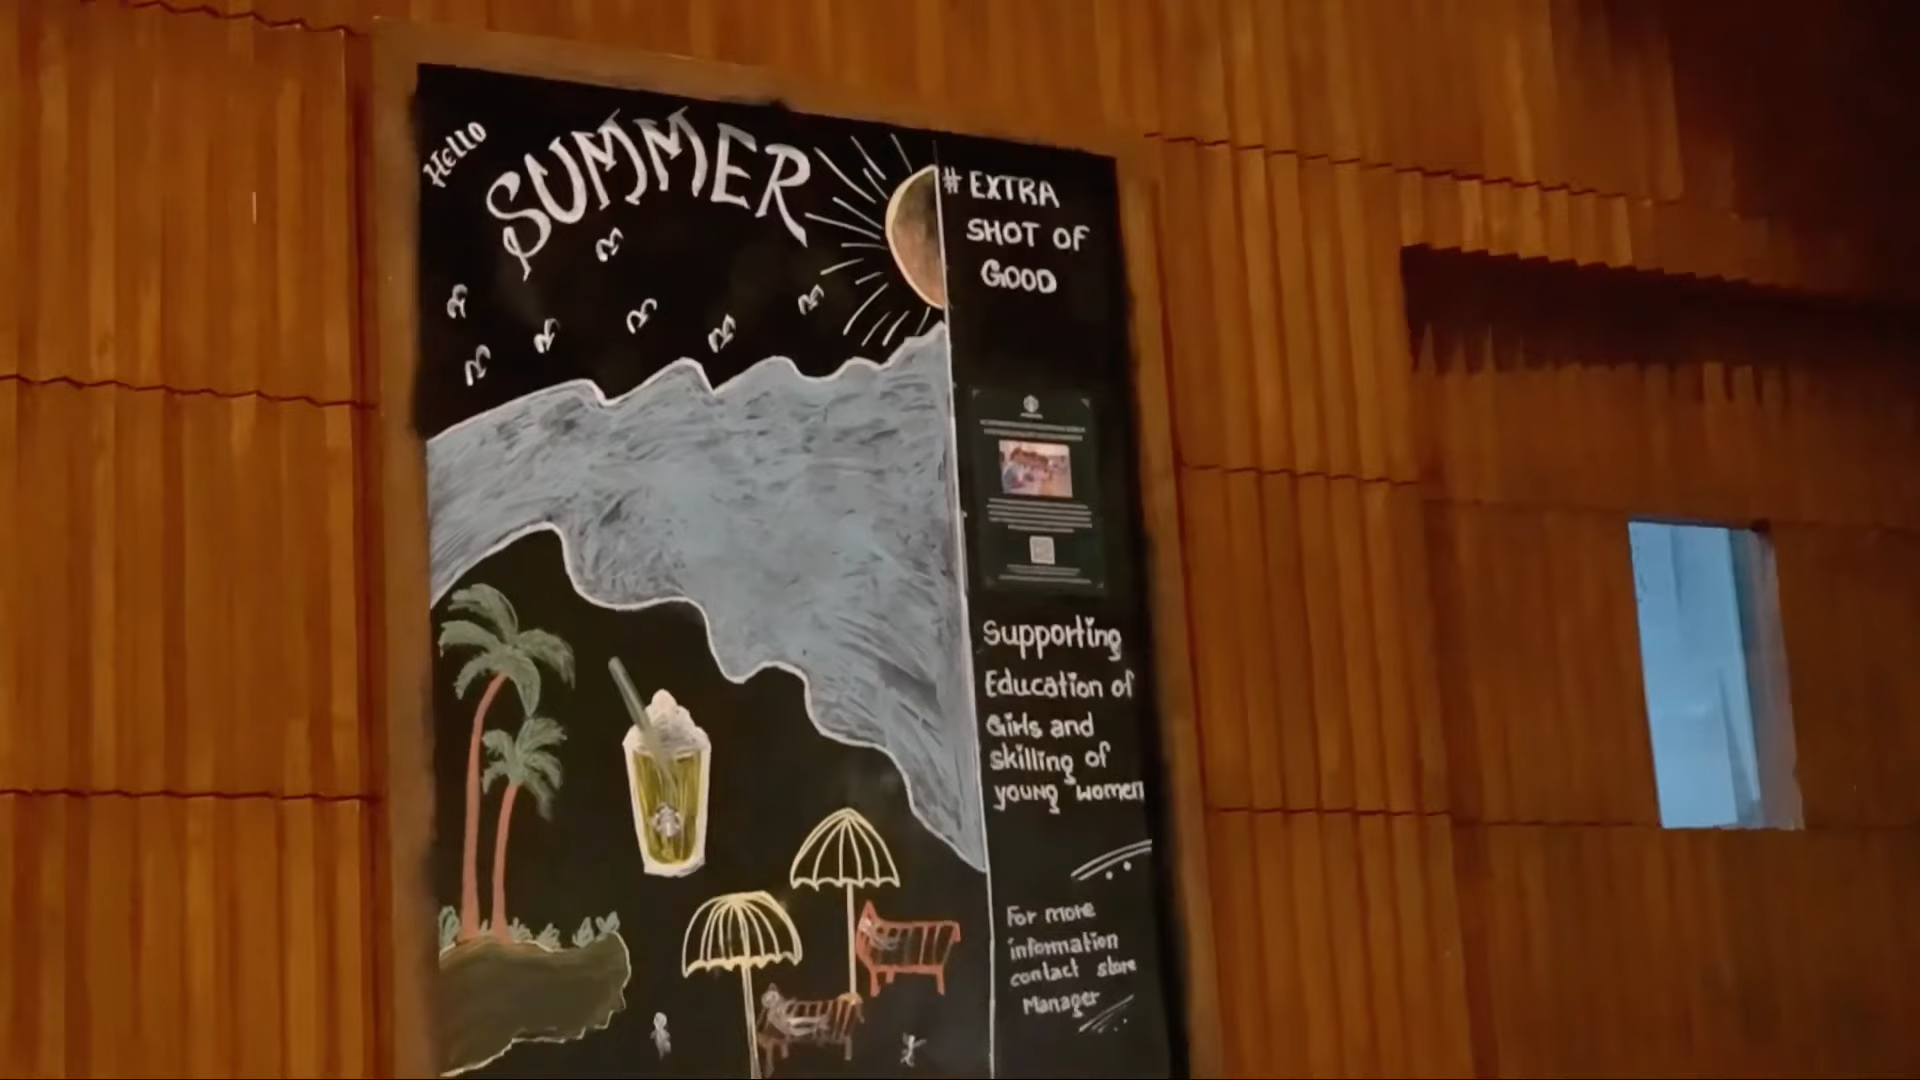 Hello
SUMMER
# EXTRA
SHOT OF
GOOD
Supporting
Education of
Girls and
skilling of
young women
For more
information
contact store
Manager